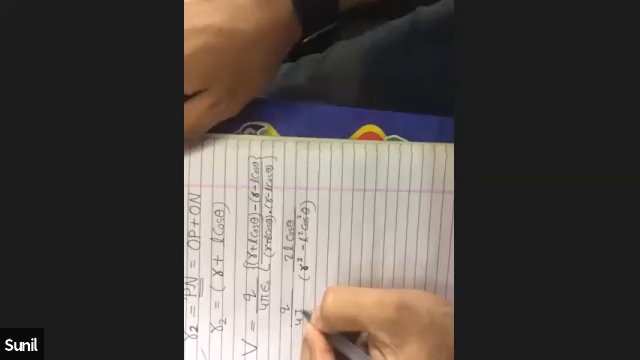 r₂ = PN = OP + ON
r₂ = (r + l cosθ)
V = q/4πε₀ {(r + l cosθ) − (r − l cosθ) / (r + l cosθ) · (r − l cosθ)}
q/4π 2l cosθ / (r² − l² cos²θ)
Sunil